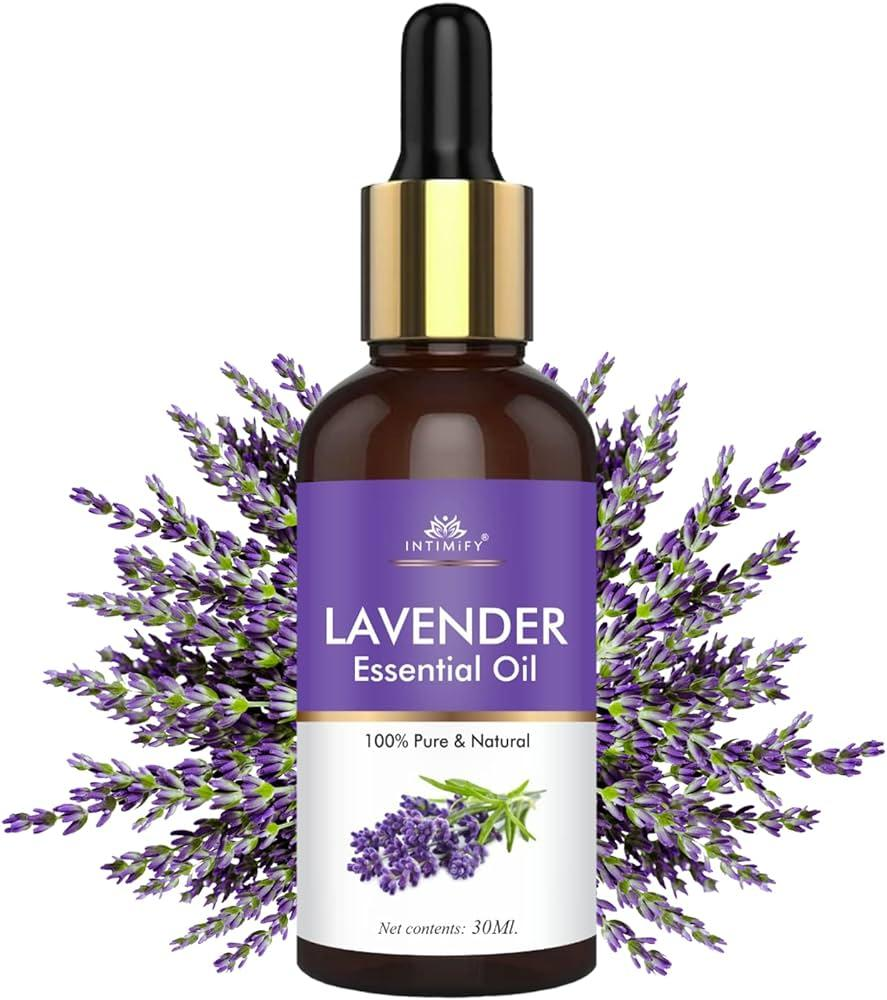 INTIMiFY®
LAVENDER
Essential Oil
100% Pure & Natural
Net contents: 30Ml.